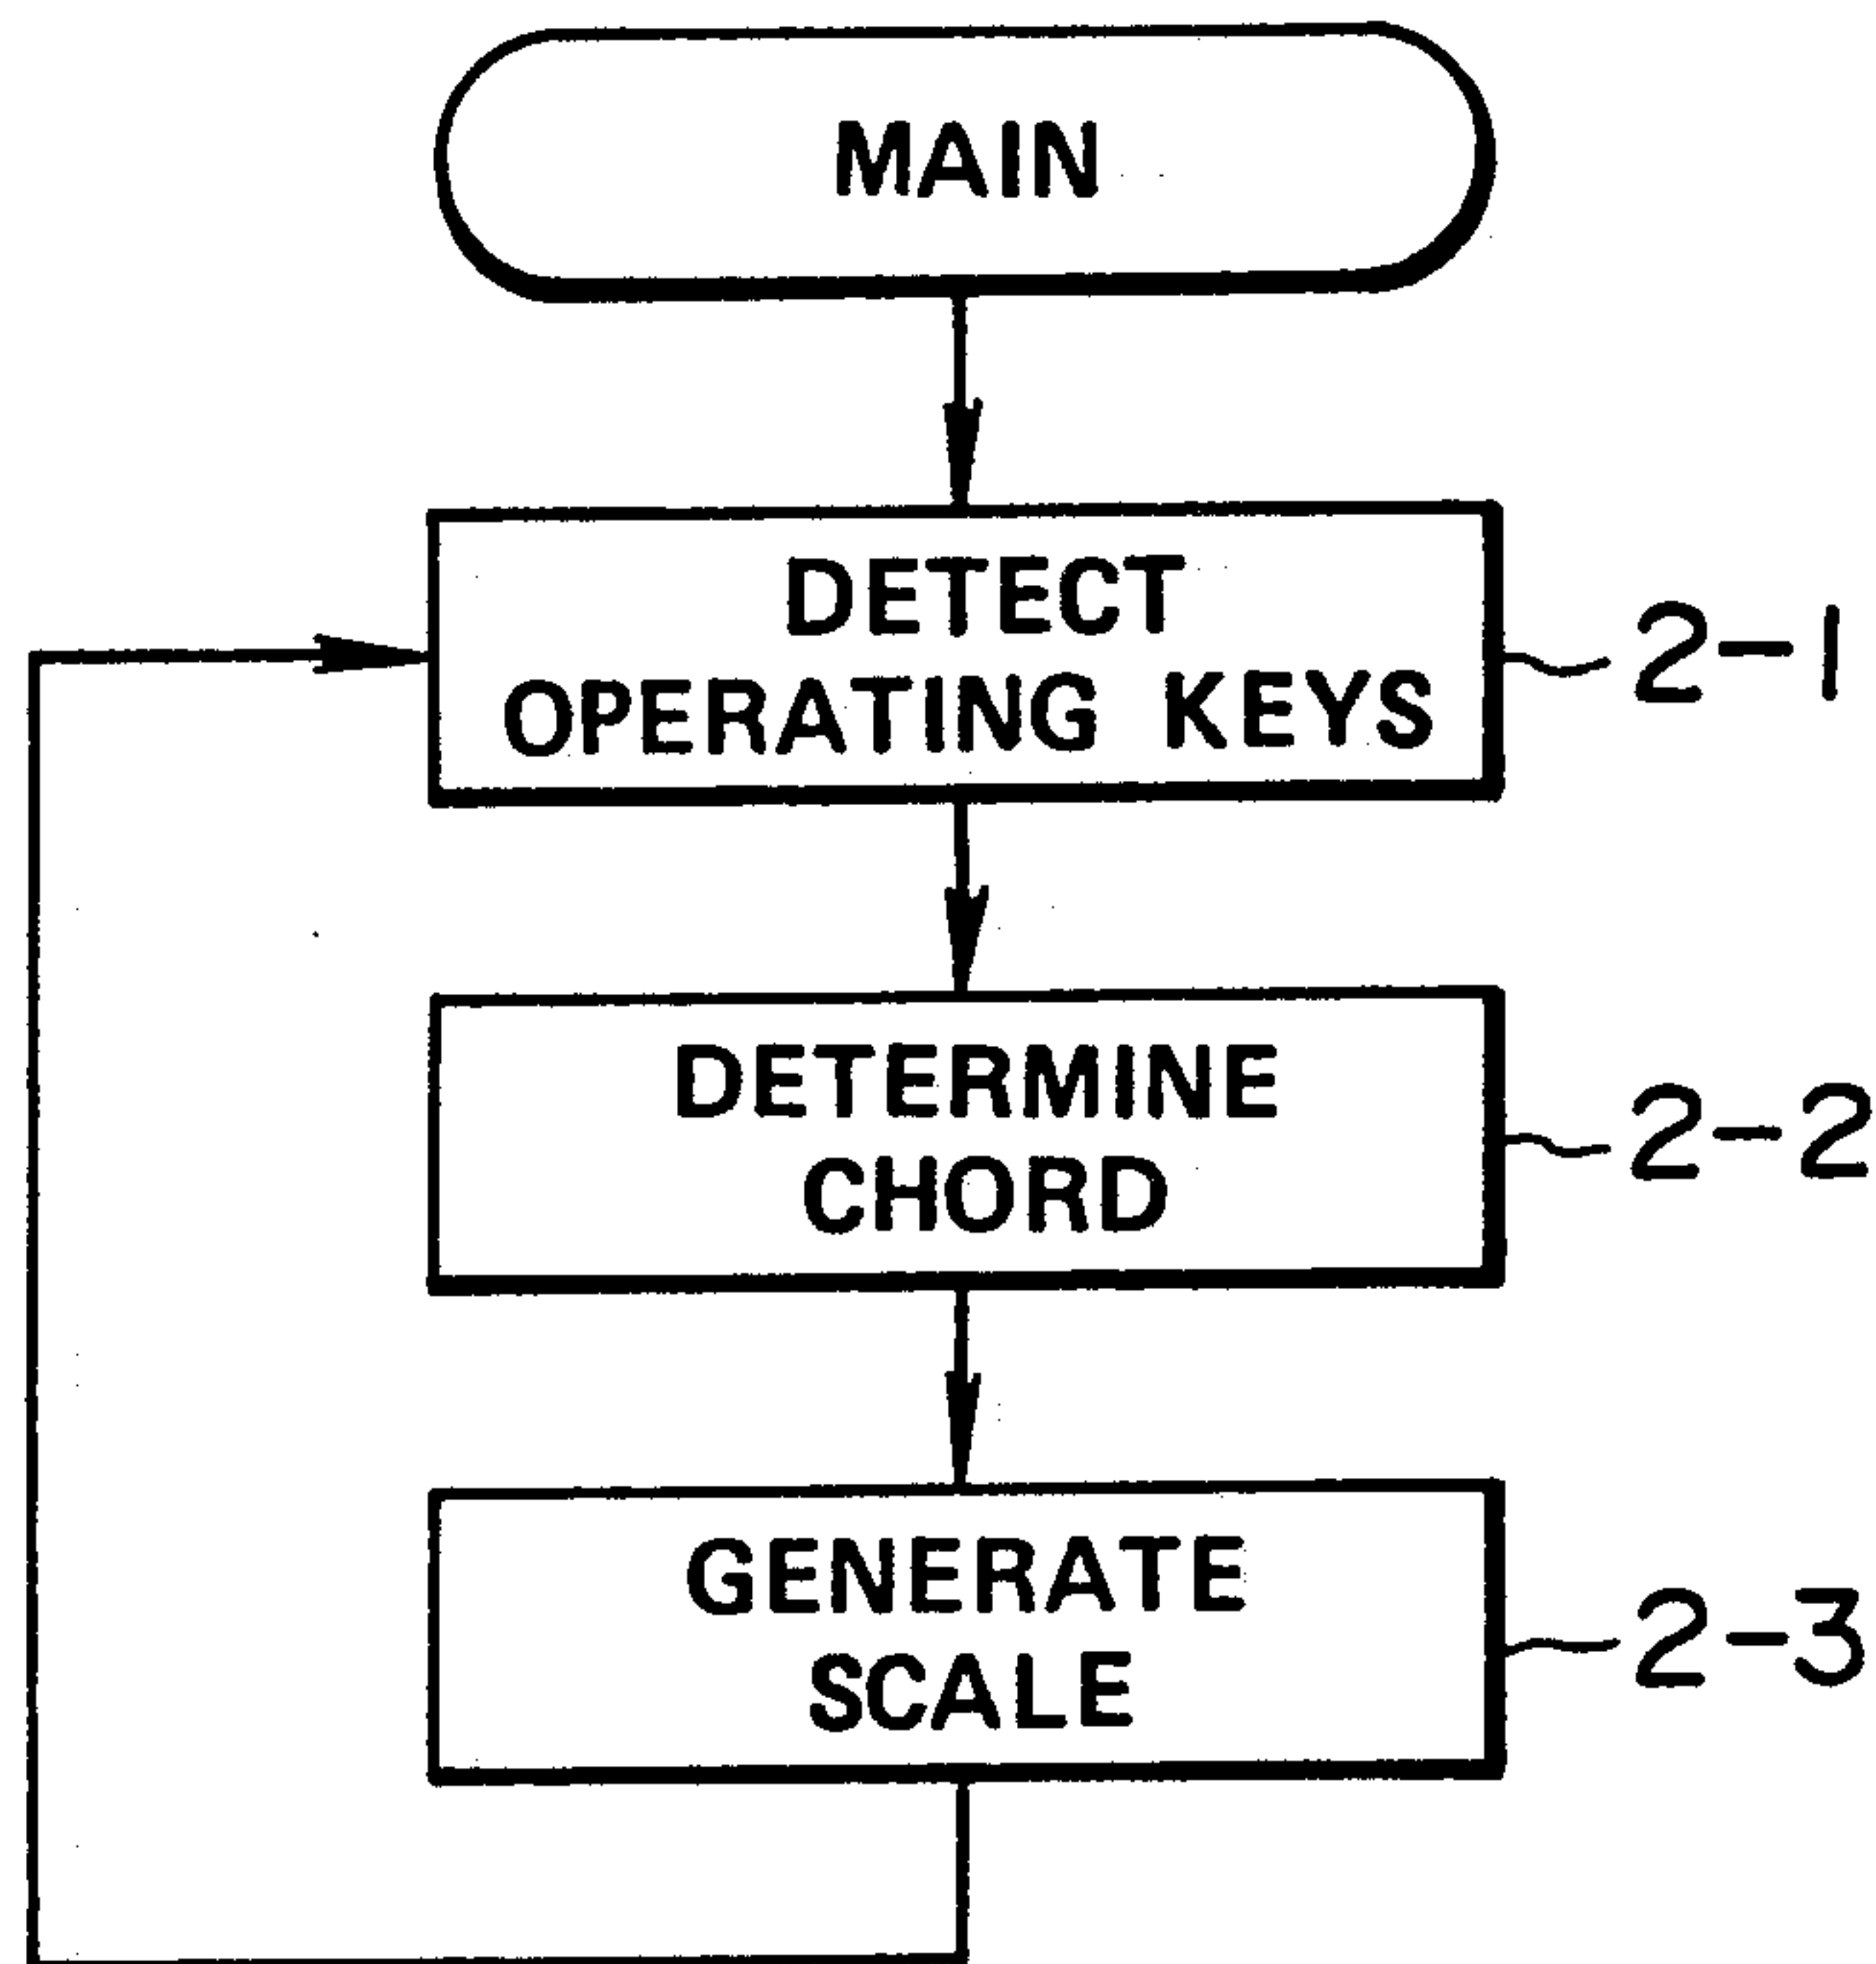 MAIN
DETECT
OPERATING KEYS
2-1
DETERMINE
CHORD
2-2
GENERATE
SCALE
2-3